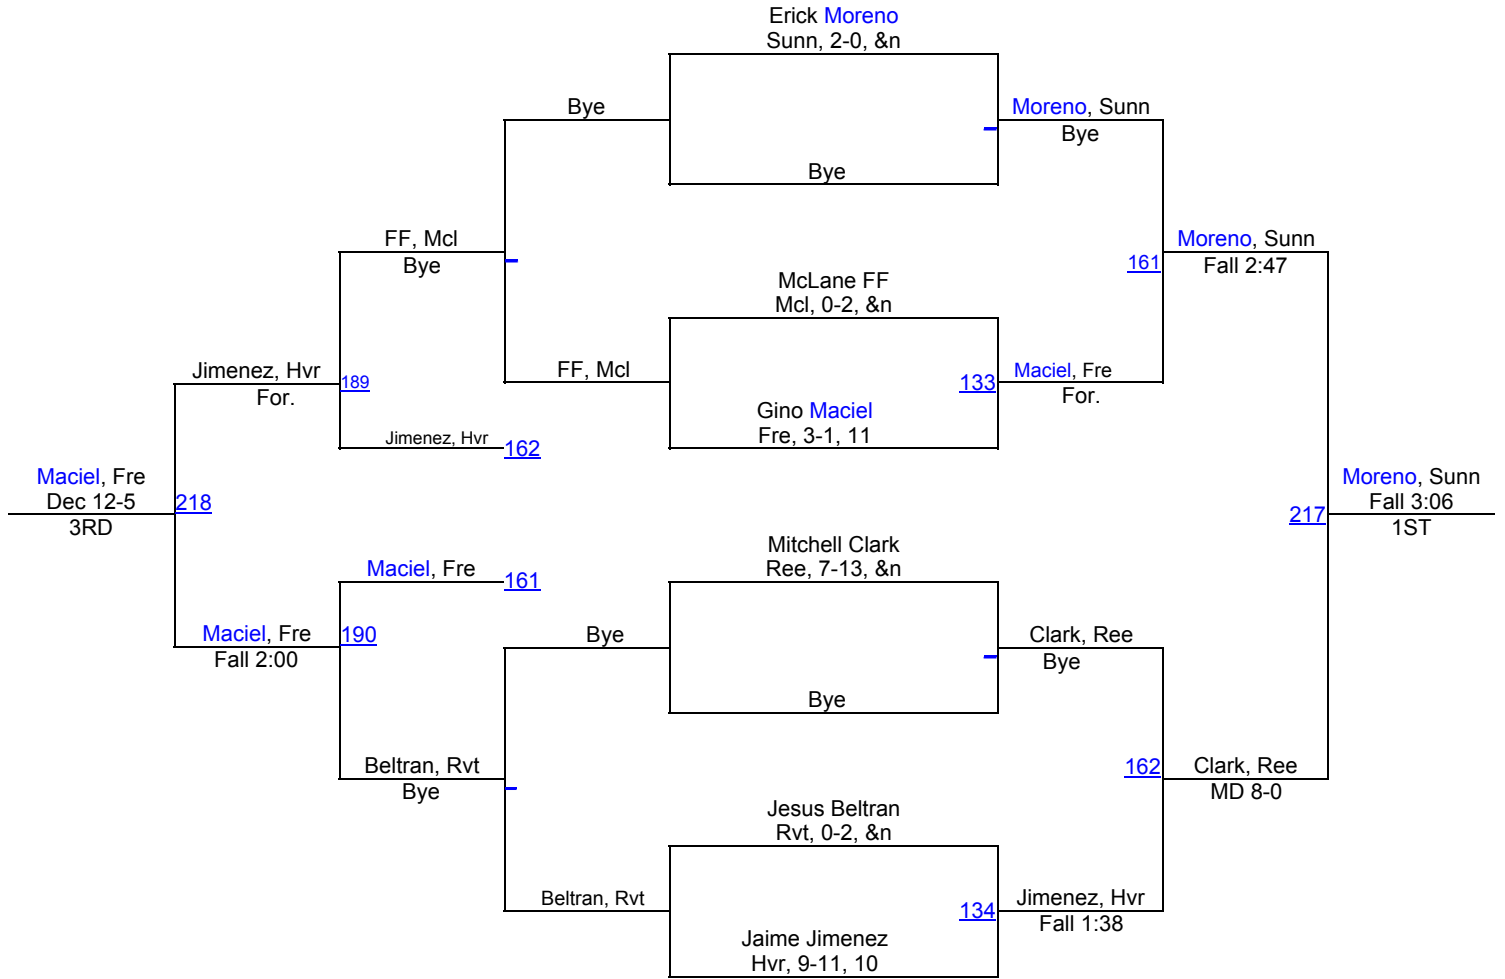 Erick Moreno
Sunn, 2-0, &n
Bye
Moreno, Sunn
Bye
Bye
FF, Mcl
Bye
Moreno, Sunn
161
Fall 2:47
McLane FF
Mcl, 0-2, &n
Jimenez, Hvr
189
For.
FF, Mcl
133
Maciel, Fre
For.
Gino Maciel
Fre, 3-1, 11
Jimenez, Hvr
162
Maciel, Fre
Dec 12-5
218
3RD
Moreno, Sunn
Fall 3:06
217
1ST
Mitchell Clark
Ree, 7-13, &n
Maciel, Fre
161
Maciel, Fre
190
Fall 2:00
Bye
Clark, Ree
Bye
Bye
Beltran, Rvt
Bye
162
Clark, Ree
MD 8-0
Jesus Beltran
Rvt, 0-2, &n
Beltran, Rvt
134
Jimenez, Hvr
Fall 1:38
Jaime Jimenez
Hvr, 9-11, 10